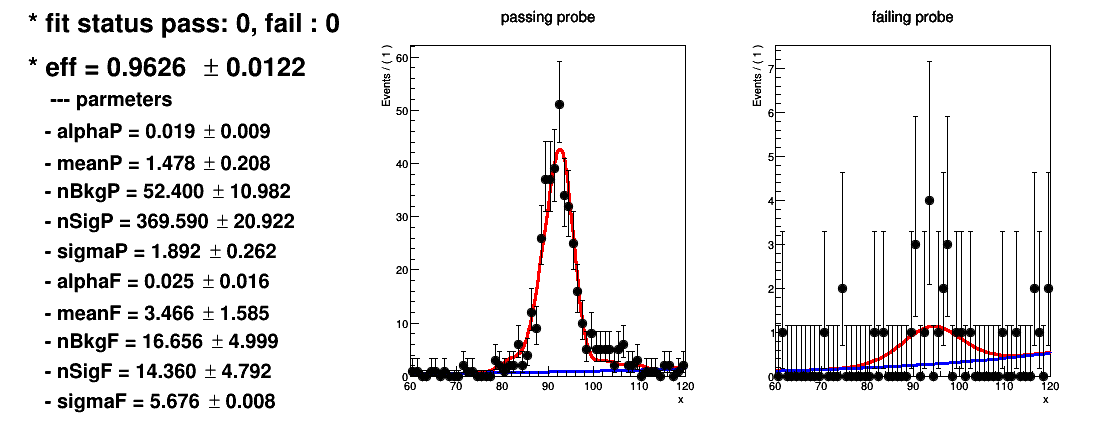 * fit status pass: 0, fail : 0
* eff = 0.9626 ± 0.0122
--- parmeters
- alphaP = 0.019 ± 0.009
- meanP = 1.478 ± 0.208
- nBkgP = 52.400 ± 10.982
- nSigP = 369.590 ± 20.922
- sigmaP = 1.892 ± 0.262
- alphaF = 0.025 ± 0.016
- meanF = 3.466 ± 1.585
- nBkgF = 16.656 ± 4.999
- nSigF = 14.360 ± 4.792
- sigmaF = 5.676 ± 0.008
passing probe
Events / ( 1 )
60
50
40
30
20
10
0
60 70 80 90 100 110 120
x
failing probe
Events / ( 1 )
7
6
5
4
3
2
1
0
60 70 80 90 100 110 120
x